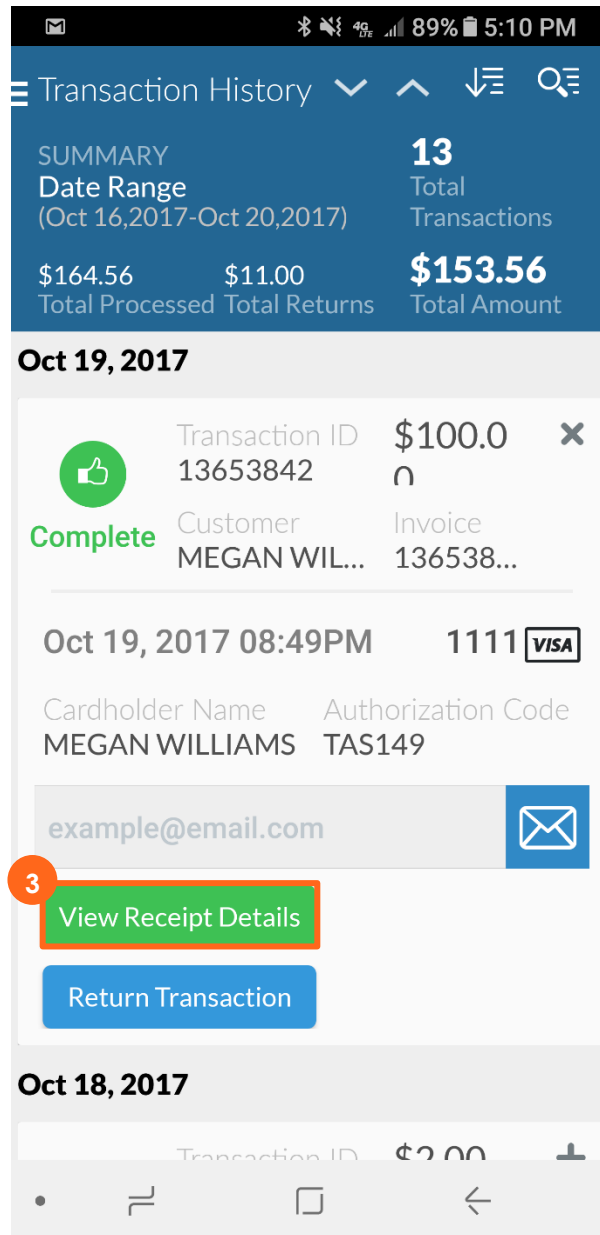 4G LTE 89% 5:10 PM
Transaction History
SUMMARY
Date Range
(Oct 16,2017-Oct 20,2017)
13
Total
Transactions
$164.56
Total Processed
$11.00
Total Returns
$153.56
Total Amount
Oct 19, 2017
Complete
Transaction ID
13653842
$100.0
0
Customer
MEGAN WIL...
Invoice
136538...
Oct 19, 2017 08:49PM
1111 VISA
Cardholder Name
MEGAN WILLIAMS
Authorization Code
TAS149
example@email.com
3
View Receipt Details
Return Transaction
Oct 18, 2017
Transaction ID
$2.00